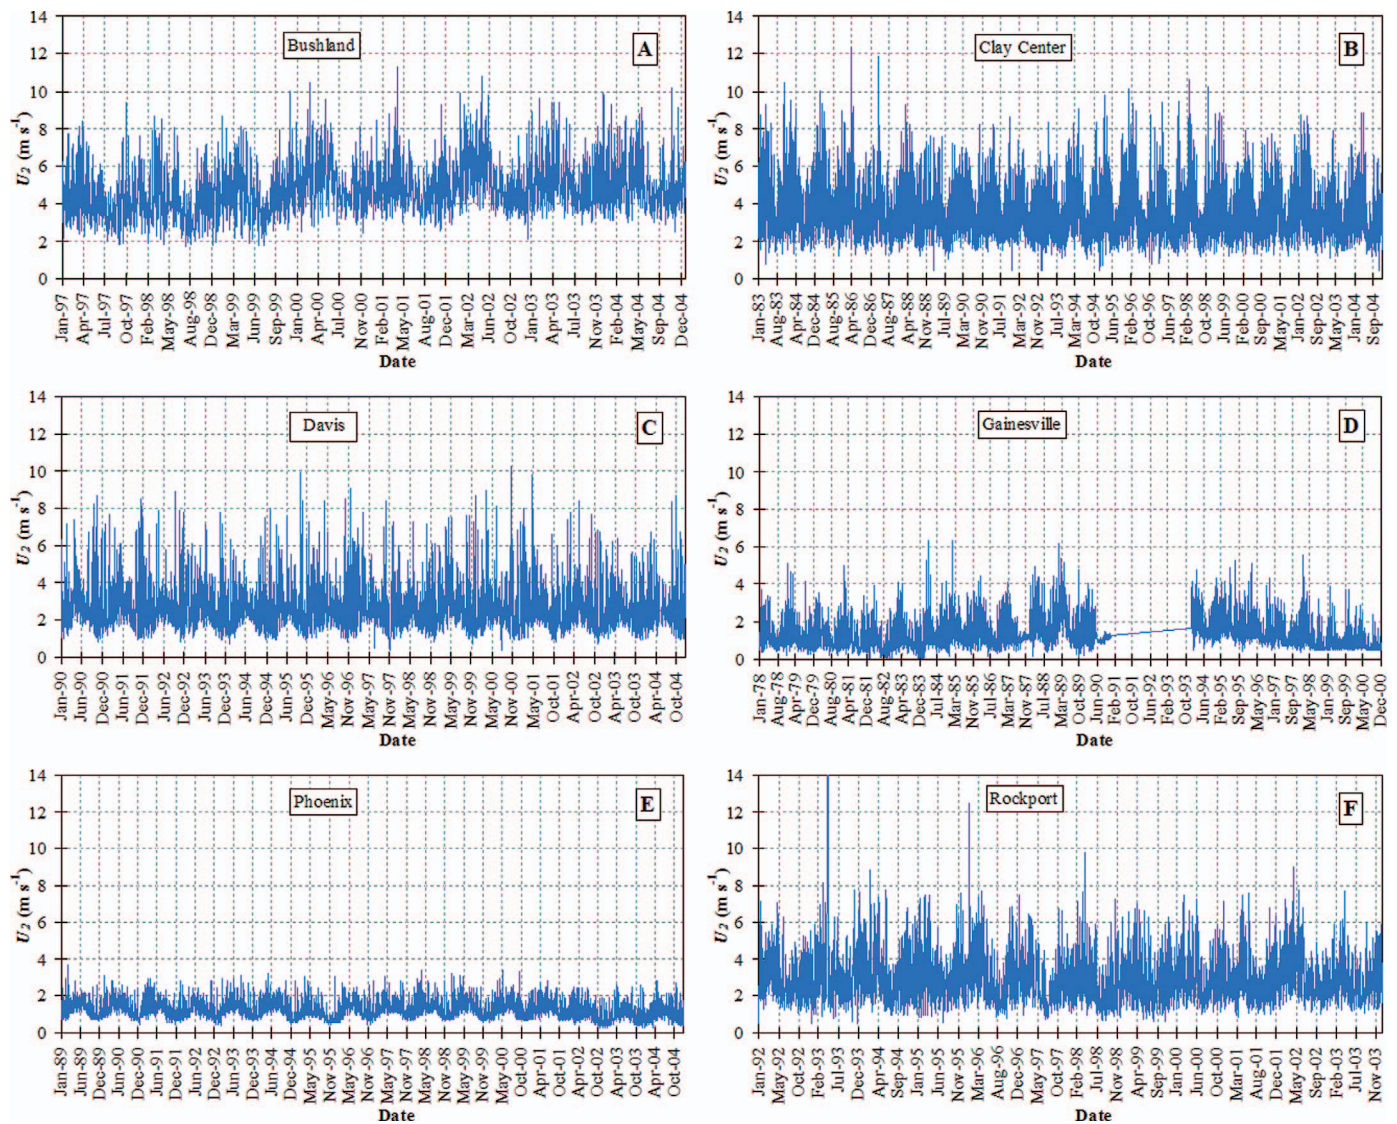 14
12
10
8
6
4
2
0
U2 (m s-1)
Bushland
A
Jan-97
Apr-97
Jul-97
Oct-97
Feb-98
May-98
Aug-98
Dec-98
Mar-99
Jun-99
Sep-99
Jan-00
Apr-00
Jul-00
Oct-00
Feb-01
May-01
Aug-01
Dec-01
Mar-02
Jun-02
Oct-02
Jan-03
Apr-03
Jul-03
Nov-03
Feb-04
May-04
Sep-04
Dec-04
Date
14
12
10
8
6
4
2
0
U2 (m s-1)
Clay Center
B
Jan-83
Aug-83
Apr-84
Dec-84
Aug-85
Apr-86
Dec-86
Aug-87
Apr-88
Nov-88
Jul-89
Mar-90
Nov-90
Jul-91
Mar-92
Nov-92
Jul-93
Mar-94
Oct-94
Jun-95
Feb-96
Oct-96
Jun-97
Feb-98
Oct-98
Jun-99
Feb-00
Sep-00
May-01
Jan-02
Sep-02
May-03
Jan-04
Sep-04
Date
14
12
10
8
6
4
2
0
U2 (m s-1)
Davis
C
Jan-90
Jun-90
Dec-90
Jun-91
Dec-91
Jun-92
Dec-92
Jun-93
Dec-93
Jun-94
Dec-94
Jun-95
Dec-95
May-96
Nov-96
May-97
Nov-97
May-98
Nov-98
May-99
Nov-99
May-00
Nov-00
May-01
Oct-01
Apr-02
Oct-02
Apr-03
Oct-03
Apr-04
Oct-04
Date
14
12
10
8
6
4
2
0
U2 (m s-1)
Gainesville
D
Jan-78
Aug-78
Apr-79
Dec-79
Aug-80
Apr-81
Dec-81
Aug-82
Apr-83
Dec-83
Jul-84
Mar-85
Nov-85
Jul-86
Mar-87
Nov-87
Jul-88
Mar-89
Oct-89
Jun-90
Feb-91
Oct-91
Jun-92
Oct-93
Jun-94
Feb-95
Sep-95
May-96
Jan-97
Sep-97
May-98
Jan-99
Sep-99
May-00
Dec-00
Date
14
12
10
8
6
4
2
0
U2 (m s-1)
Phoenix
E
Jan-89
Jun-89
Dec-89
Jun-90
Dec-90
Jun-91
Dec-91
Jun-92
Dec-92
Jun-93
Dec-93
Jun-94
Dec-94
May-95
Nov-95
May-96
Nov-96
May-97
Nov-97
May-98
Nov-98
May-99
Nov-99
May-00
Oct-00
Apr-01
Oct-01
Apr-02
Oct-02
Apr-03
Oct-03
Apr-04
Oct-04
Date
14
12
10
8
6
4
2
0
U2 (m s-1)
Rockport
F
Jan-92
May-92
Oct-92
Feb-93
Jul-93
Dec-93
Apr-94
Sep-94
Jan-95
Jun-95
Nov-95
Mar-96
Aug-96
Dec-96
May-97
Oct-97
Feb-98
Jul-98
Nov-98
Apr-99
Sep-99
Jan-00
Jun-00
Oct-00
Mar-01
Aug-01
Dec-01
May-02
Sep-02
Feb-03
Jul-03
Nov-03
Date